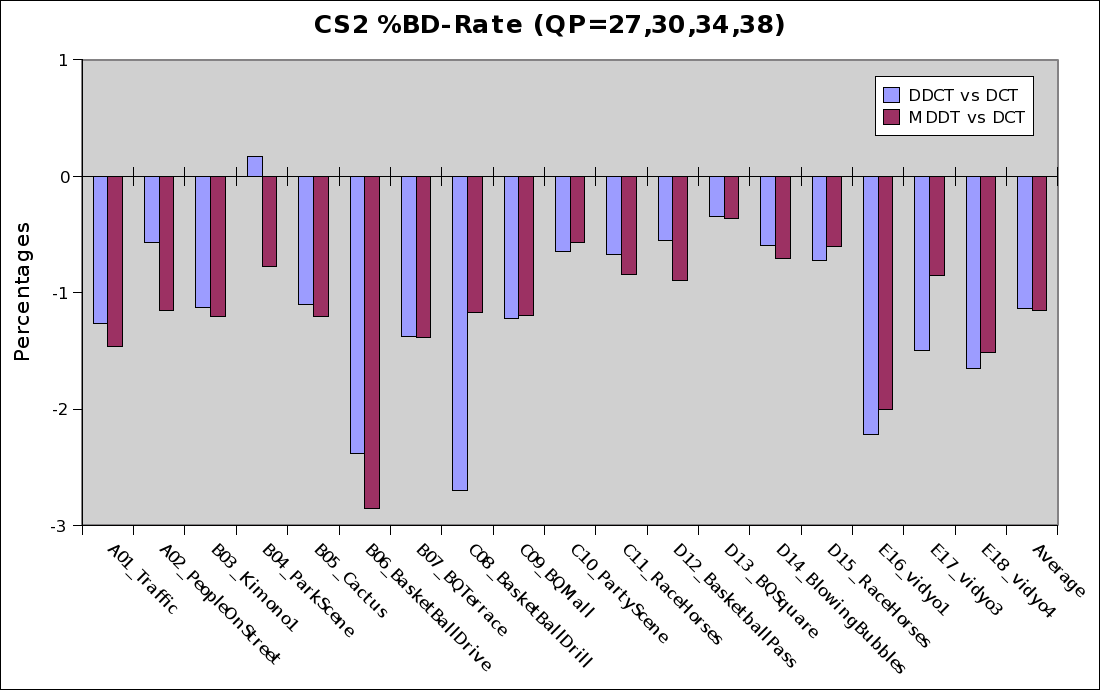 CS2 %BD-Rate (QP=27,30,34,38)
1
DDCT vs DCT
MDDT vs DCT
0
Percentages
-1
-2
-3
A01_Traffic
A02_PeopleOnStreet
B03_Kimono1
B04_ParkScene
B05_Cactus
B06_BasketBallDrive
B07_BQTerrace
C08_BasketBallDrill
C09_BQMall
C10_PartyScene
C11_RaceHorses
D12_BasketballPass
D13_BQSquare
D14_BlowingBubbles
D15_RaceHorses
E16_vidyo1
E17_vidyo3
E18_vidyo4
Average